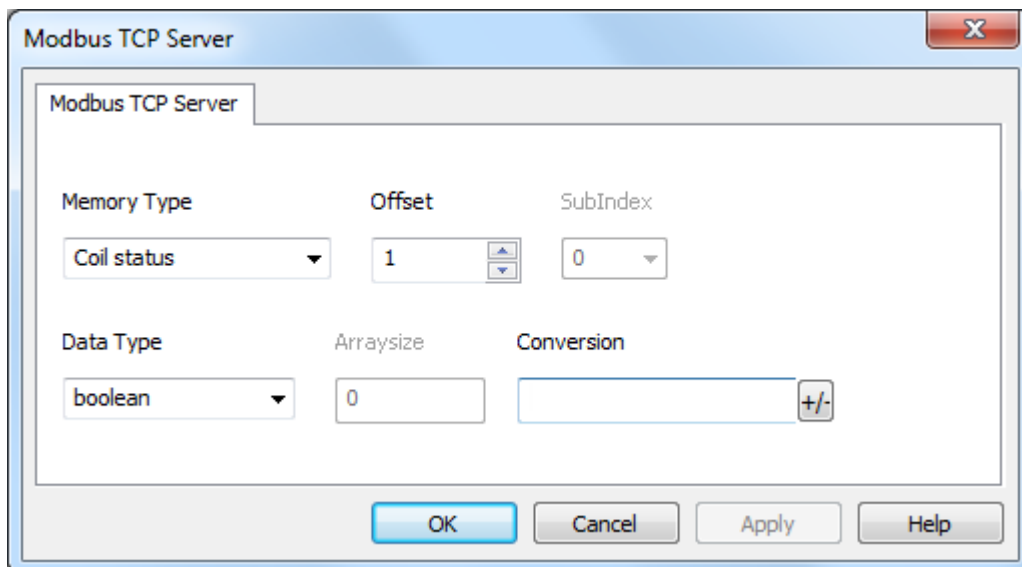 Modbus TCP Server
Modbus TCP Server
Memory Type Offset SubIndex
Coil status 1 0
Data Type Arraysize Conversion
boolean 0 +/-
OK Cancel Apply Help